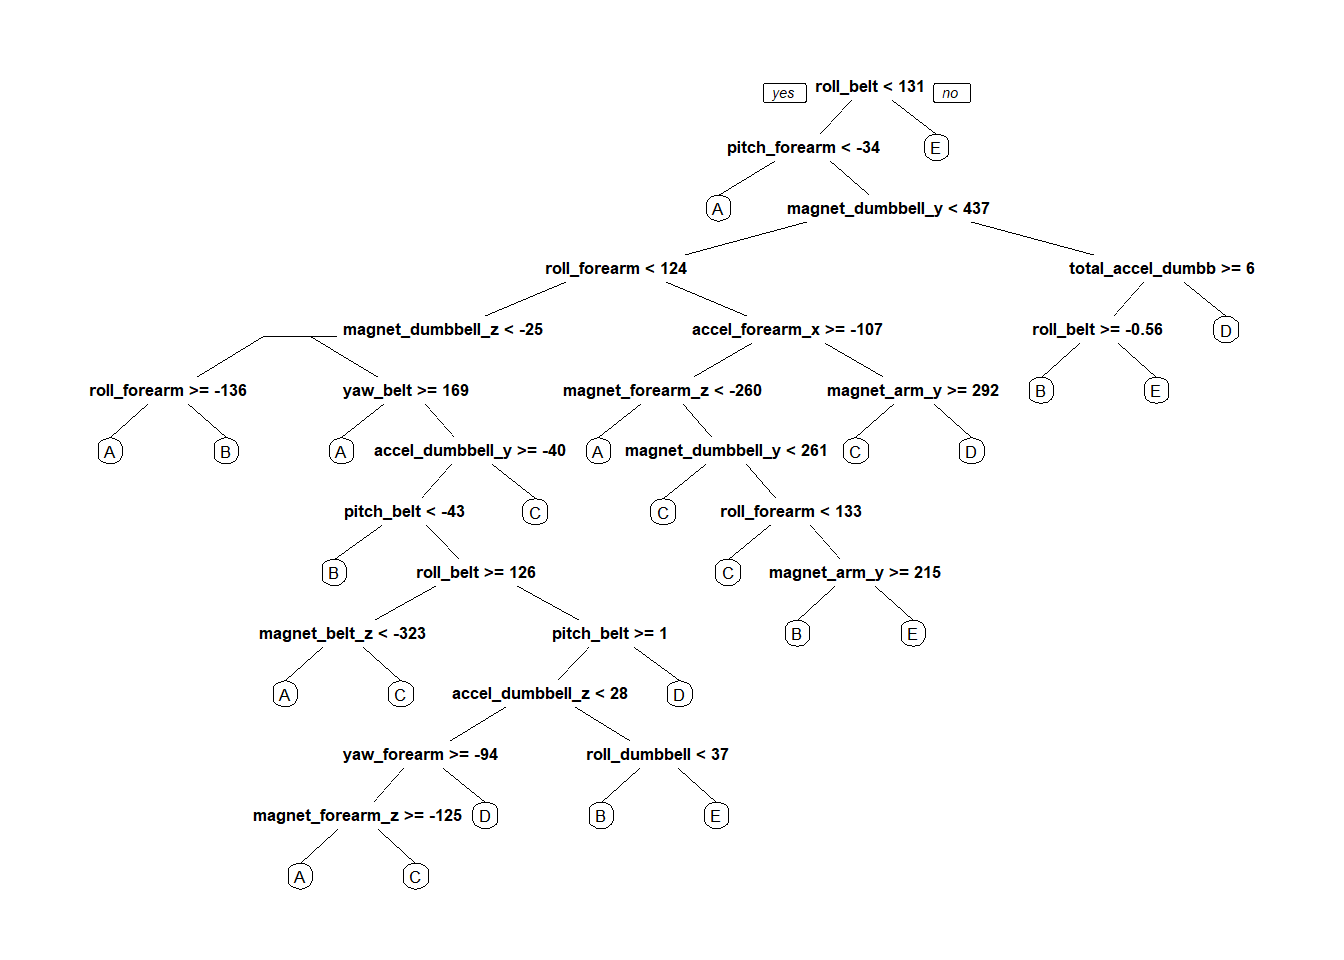 yes roll_belt < 131 no
pitch_forearm < -34 E
A magnet_dumbbell_y < 437
roll_forearm < 124 total_accel_dumbb >= 6
magnet_dumbbell_z < -25 accel_forearm_x >= -107 roll_belt >= -0.56 D
roll_forearm >= -136 yaw_belt >= 169 magnet_forearm_z < -260 magnet_arm_y >= 292 B E
A B A accel_dumbbell_y >= -40 A magnet_dumbbell_y < 261 C D
pitch_belt < -43 C C roll_forearm < 133
B roll_belt >= 126 C magnet_arm_y >= 215
magnet_belt_z < -323 pitch_belt >= 1 B E
A C accel_dumbbell_z < 28 D
yaw_forearm >= -94 roll_dumbbell < 37
magnet_forearm_z >= -125 D B E
A C